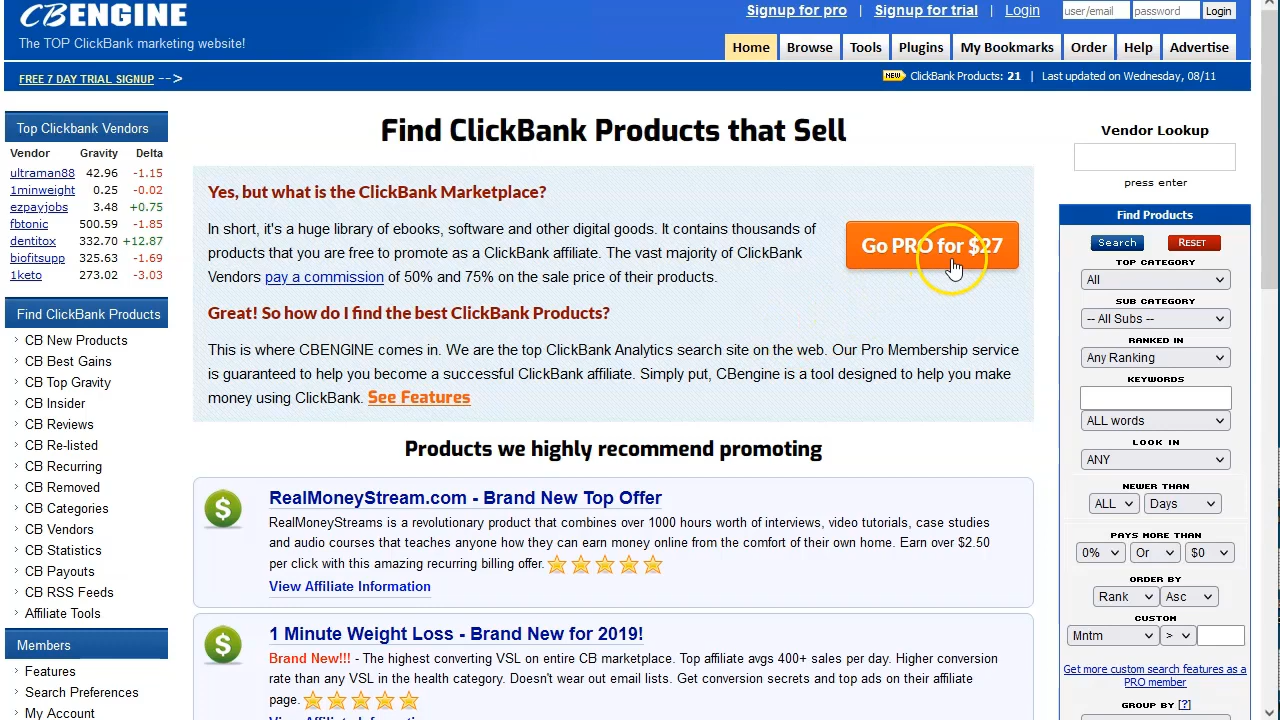 CBENGINE
The TOP ClickBank marketing website!
Signup for pro | Signup for trial | Login
user/email password Login
Home Browse Tools Plugins My Bookmarks Order Help Advertise
FREE 7 DAY TRIAL SIGNUP -->
NEW ClickBank Products: 21 | Last updated on Wednesday, 08/11
Top Clickbank Vendors
Vendor Gravity Delta
ultraman88 42.96 -1.15
1minweight 0.25 -0.02
ezpayjobs 3.48 +0.75
fbtonic 500.59 -1.85
dentitox 332.70 +12.87
biofitsupp 325.63 -1.69
1keto 273.02 -3.03
Find ClickBank Products
CB New Products
CB Best Gains
CB Top Gravity
CB Insider
CB Reviews
CB Re-listed
CB Recurring
CB Removed
CB Categories
CB Vendors
CB Statistics
CB Payouts
CB RSS Feeds
Affiliate Tools
Members
Features
Search Preferences
My Account
Find ClickBank Products that Sell
Yes, but what is the ClickBank Marketplace?
In short, it's a huge library of ebooks, software and other digital goods. It contains thousands of
products that you are free to promote as a ClickBank affiliate. The vast majority of ClickBank
Vendors pay a commission of 50% and 75% on the sale price of their products.
Go PRO for $27
Great! So how do I find the best ClickBank Products?
This is where CBENGINE comes in. We are the top ClickBank Analytics search site on the web. Our Pro Membership service
is guaranteed to help you become a successful ClickBank affiliate. Simply put, CBengine is a tool designed to help you make
money using ClickBank. See Features
Products we highly recommend promoting
$
RealMoneyStream.com - Brand New Top Offer
RealMoneyStreams is a revolutionary product that combines over 1000 hours worth of interviews, video tutorials, case studies
and audio courses that teaches anyone how they can earn money online from the comfort of their own home. Earn over $2.50
per click with this amazing recurring billing offer.
View Affiliate Information
$
1 Minute Weight Loss - Brand New for 2019!
Brand New!!! - The highest converting VSL on entire CB marketplace. Top affiliate avgs 400+ sales per day. Higher conversion
rate than any VSL in the health category. Doesn't wear out email lists. Get conversion secrets and top ads on their affiliate
page.
View Affiliate Information
Vendor Lookup
press enter
Find Products
Search RESET
TOP CATEGORY
All
SUB CATEGORY
-- All Subs --
RANKED IN
Any Ranking
KEYWORDS
ALL words
LOOK IN
ANY
NEWER THAN
ALL Days
PAYS MORE THAN
0% Or $0
ORDER BY
Rank Asc
CUSTOM
Mntm >
Get more custom search features as a
PRO member
GROUP BY [?]